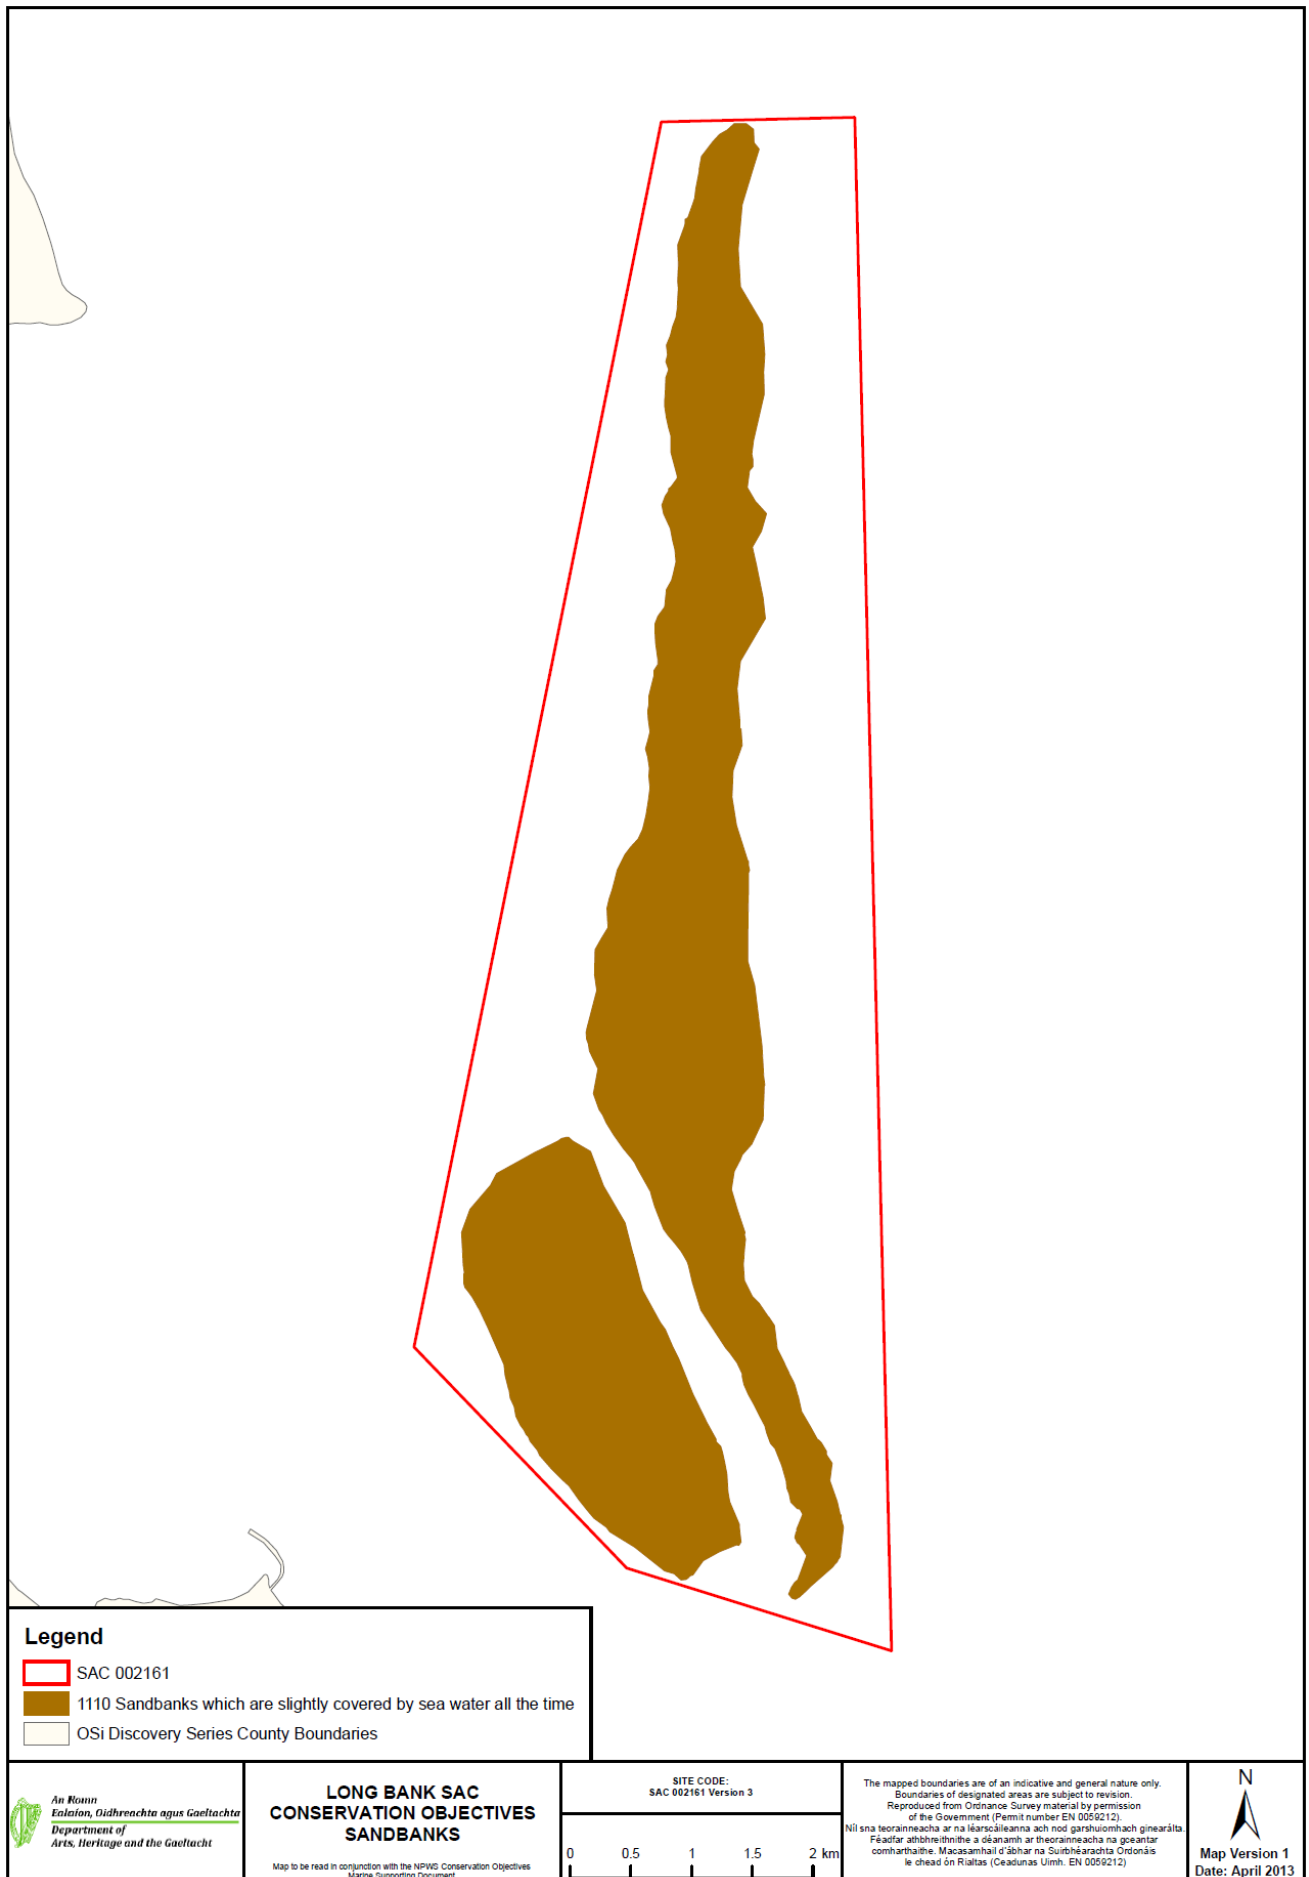 Legend
SAC 002161
1110 Sandbanks which are slightly covered by sea water all the time
OSi Discovery Series County Boundaries
An Roinn
Ealaíon, Oidhreachta agus Gaeltachta
Department of
Arts, Heritage and the Gaeltacht
LONG BANK SAC
CONSERVATION OBJECTIVES
SANDBANKS
Map to be read in conjunction with the NPWS Conservation Objectives
Marine Supporting Document
SITE CODE:
SAC 002161 Version 3
0 0.5 1 1.5 2 km
The mapped boundaries are of an indicative and general nature only.
Boundaries of designated areas are subject to revision.
Reproduced from Ordnance Survey material by permission
of the Government (Permit number EN 0059212).
Níl sna teorainneacha ar na léarscáileanna ach nod garshuiomhach ginearálta.
Féadfar athbhreithnithe a déanamh ar theorainneacha na gceantar
comharthaithe. Macasamhail d'ábhar na Suirbhéarachta Ordonáis
le chead ón Rialtas (Ceadunas Uimh. EN 0059212)
N
Map Version 1
Date: April 2013